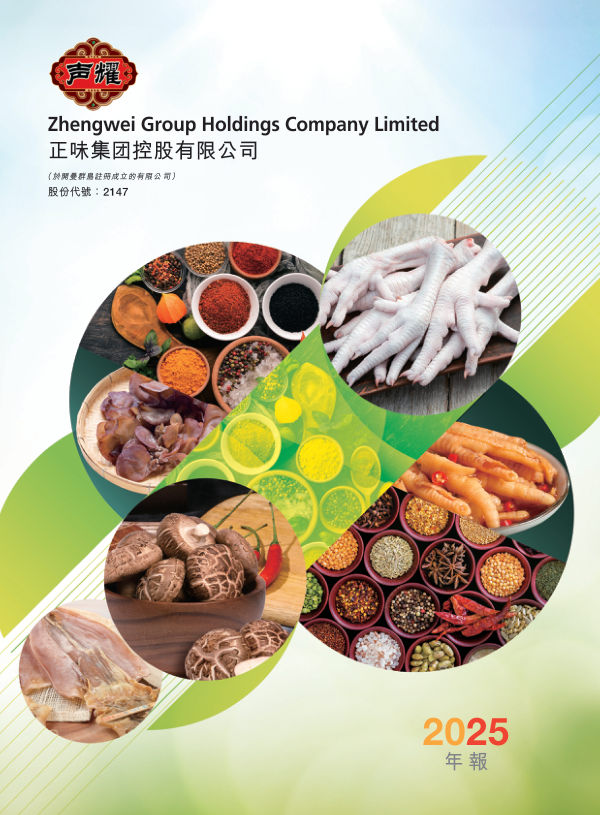 声耀
Zhengwei Group Holdings Company Limited
正味集团控股有限公司
(於開曼群島註冊成立的有限公司)
股份代號：2147
2025
年報